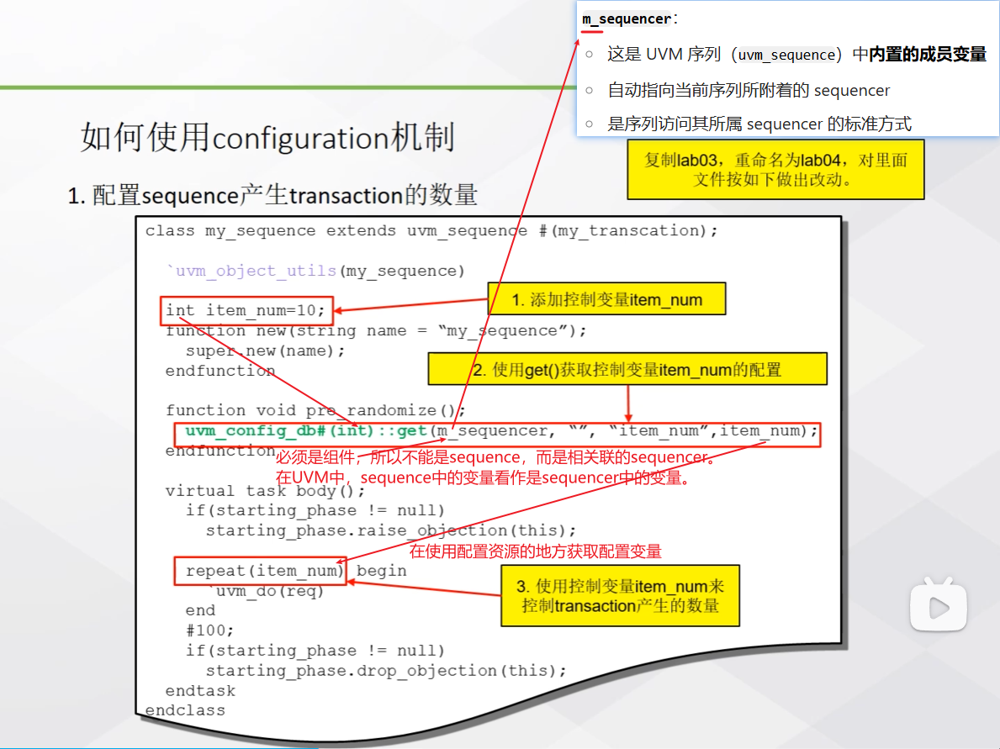 m_sequencer：
这是 UVM 序列（uvm_sequence）中内置的成员变量
自动指向当前序列所附着的 sequencer
是序列访问其所属 sequencer 的标准方式
如何使用configuration机制
复制lab03，重命名为lab04，对里面
文件按如下做出改动。
1. 配置sequence产生transaction的数量
class my_sequence extends uvm_sequence #(my_transcation);
`uvm_object_utils(my_sequence)
int item_num=10;
1. 添加控制变量item_num
function new(string name = “my_sequence”);
super.new(name);
endfunction
2. 使用get()获取控制变量item_num的配置
function void pre_randomize();
uvm_config_db#(int)::get(m_sequencer, “”, “item_num”,item_num);
endfunction
必须是组件，所以不能是sequence，而是相关联的sequencer。
在UVM中，sequence中的变量看作是sequencer中的变量。
virtual task body();
if(starting_phase != null)
starting_phase.raise_objection(this);
在使用配置资源的地方获取配置变量
repeat(item_num) begin
`uvm_do(req)
3. 使用控制变量item_num来
控制transaction产生的数量
end
#100;
if(starting_phase != null)
starting_phase.drop_objection(this);
endtask
endclass